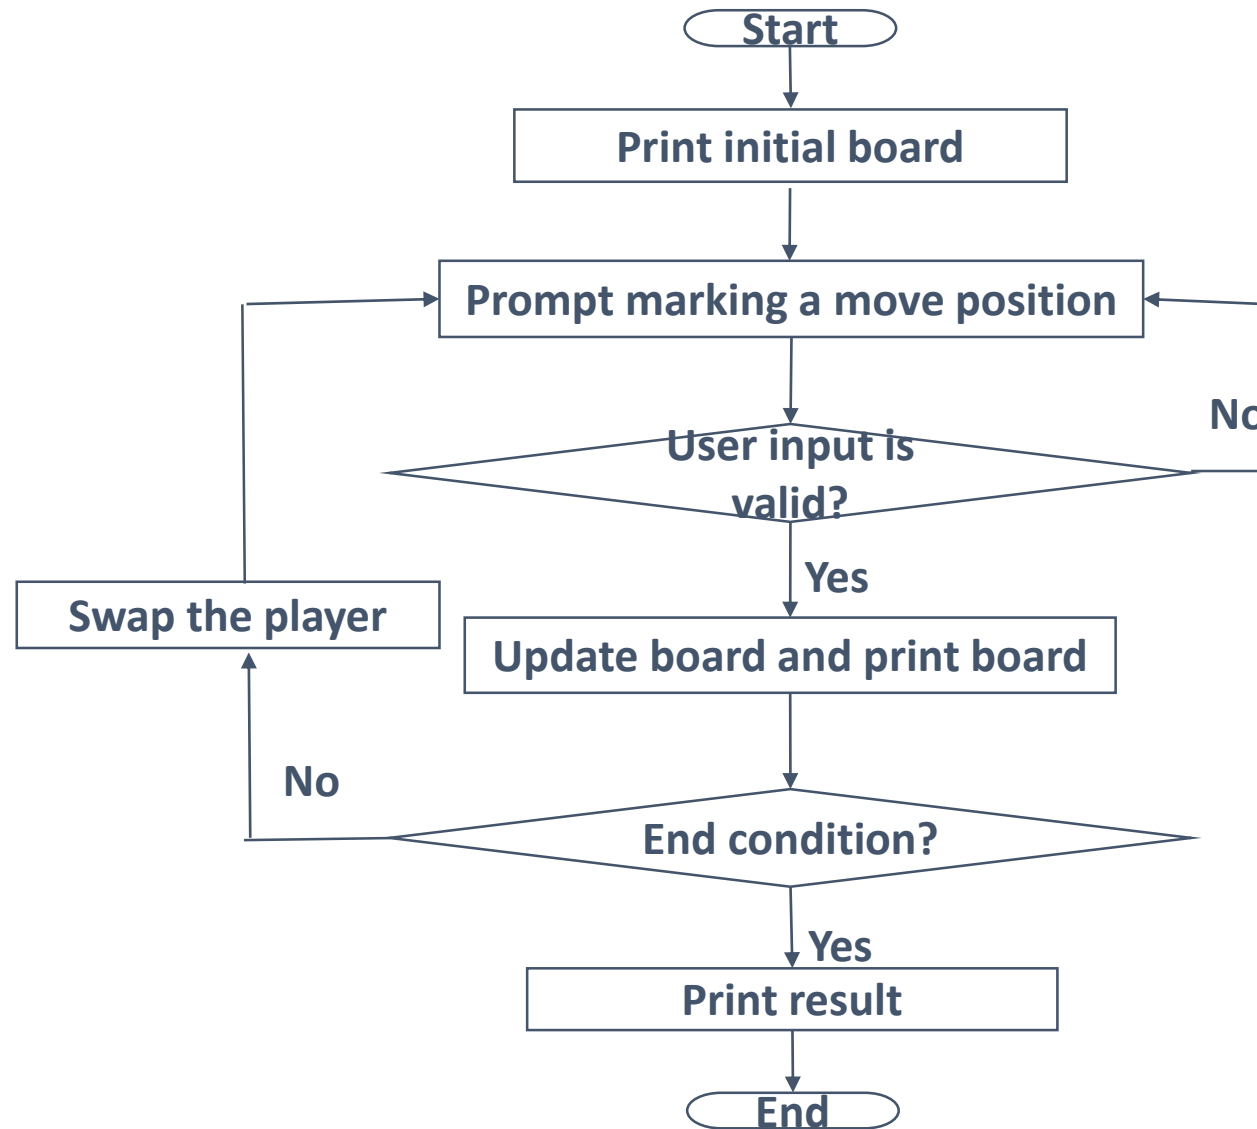 Start
Print initial board
Prompt marking a move position
No
User input is
valid?
Yes
Swap the player
Update board and print board
No
End condition?
Yes
Print result
End